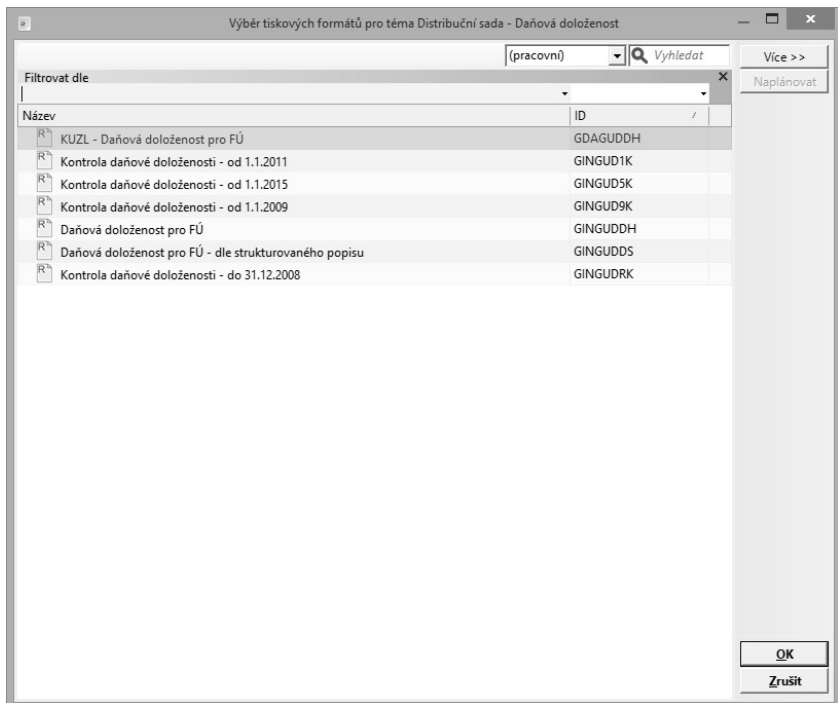 Výběr tiskových formátů pro téma Distribuční sada - Daňová doloženost
(pracovní) Vyhledat Více >>
Filtrovat dle Naplánovat
Název ID
KUZL - Daňová doloženost pro FÚ GDAGUDDH
Kontrola daňové doloženosti - od 1.1.2011 GINGUD1K
Kontrola daňové doloženosti - od 1.1.2015 GINGUD5K
Kontrola daňové doloženosti - od 1.1.2009 GINGUD9K
Daňová doloženost pro FÚ GINGUDDH
Daňová doloženost pro FÚ - dle strukturovaného popisu GINGUDDS
Kontrola daňové doloženosti - do 31.12.2008 GINGUDRK
OK
Zrušit